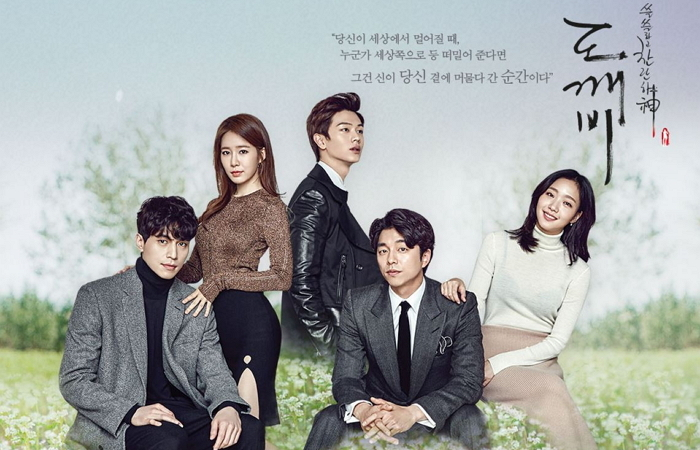 "당신이 세상에서 멀어질 때,
누군가 세상쪽으로 등 떠밀어 준다면
그건 신이 당신 곁에 머물다 간 순간이다"
도깨비
쓸쓸하고 찬란하神